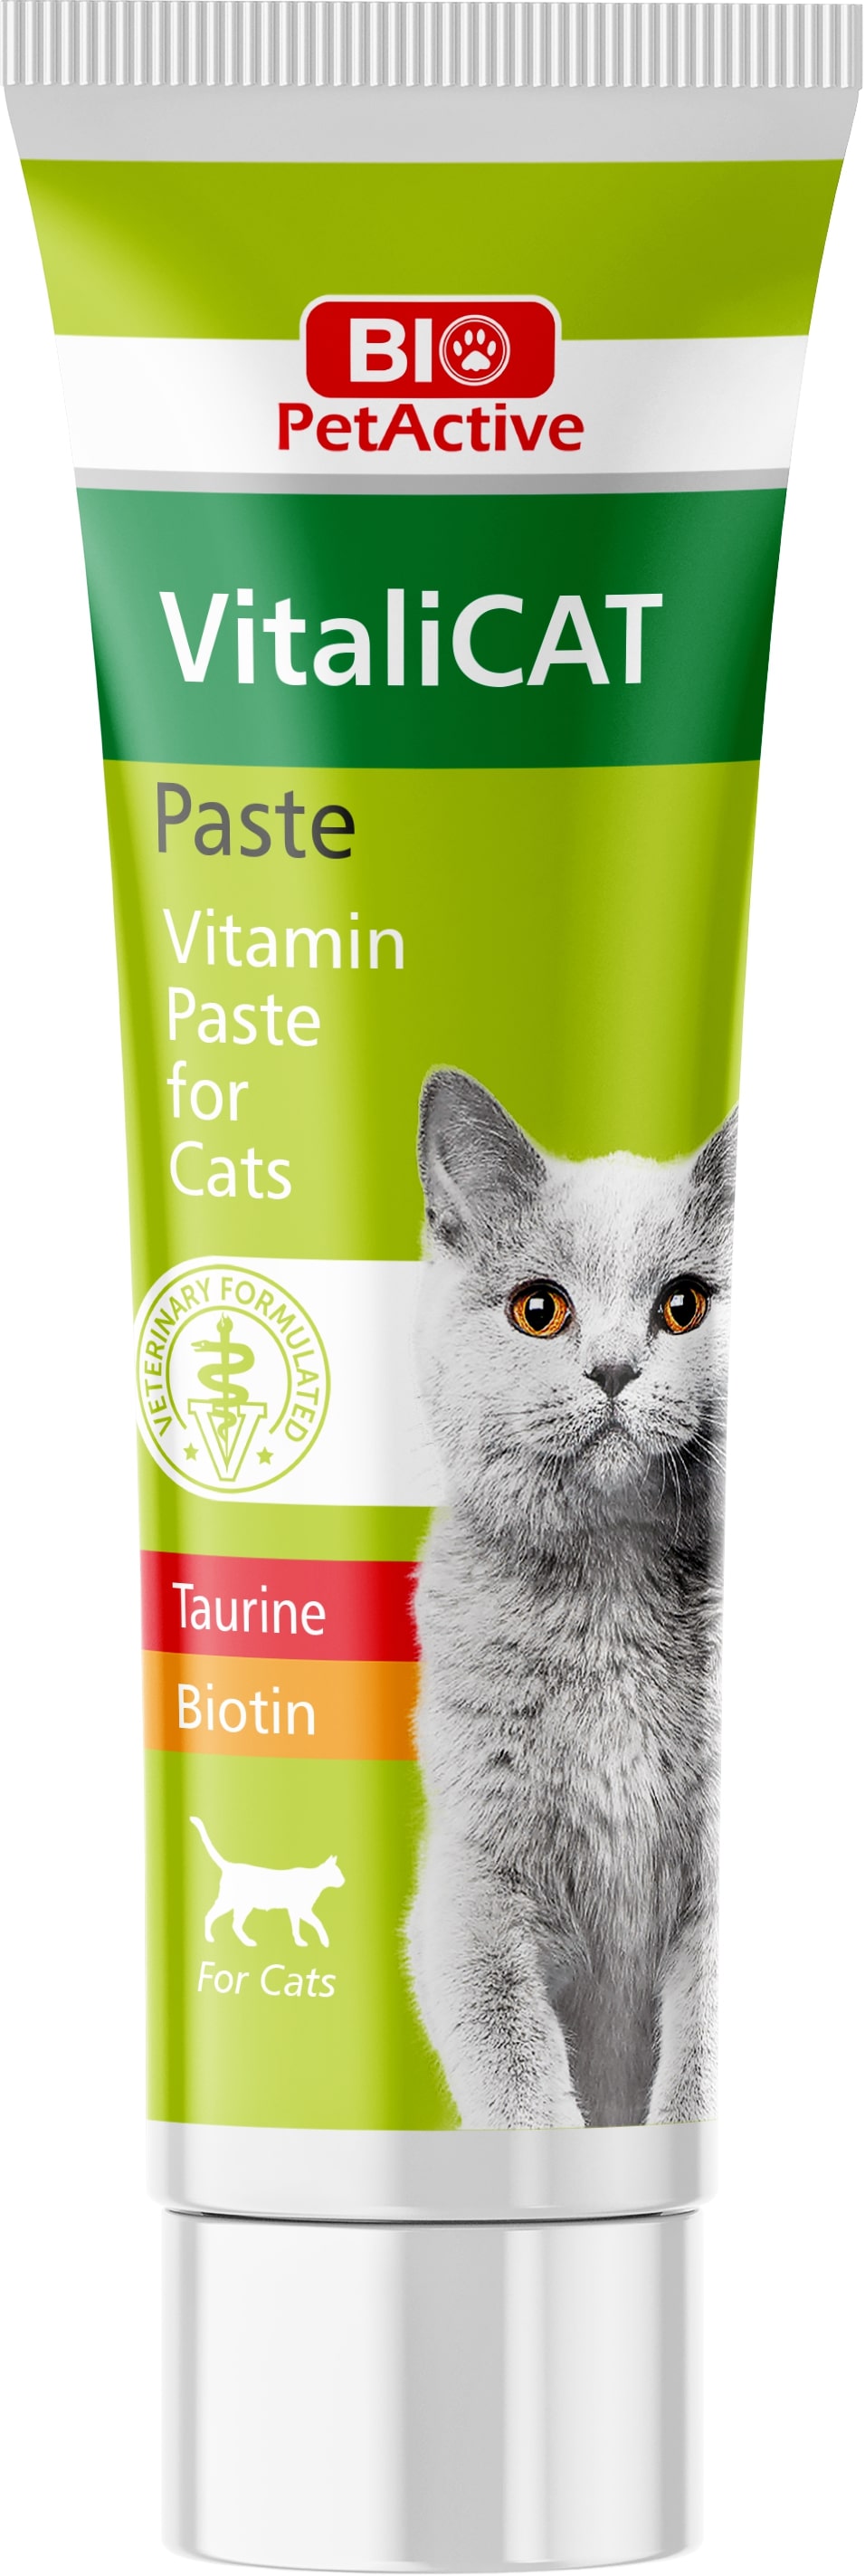 BIO
PetActive
VitaliCAT
Paste
Vitamin
Paste
for
Cats
VETERINARY FORMULATED
V
Taurine
Biotin
For Cats